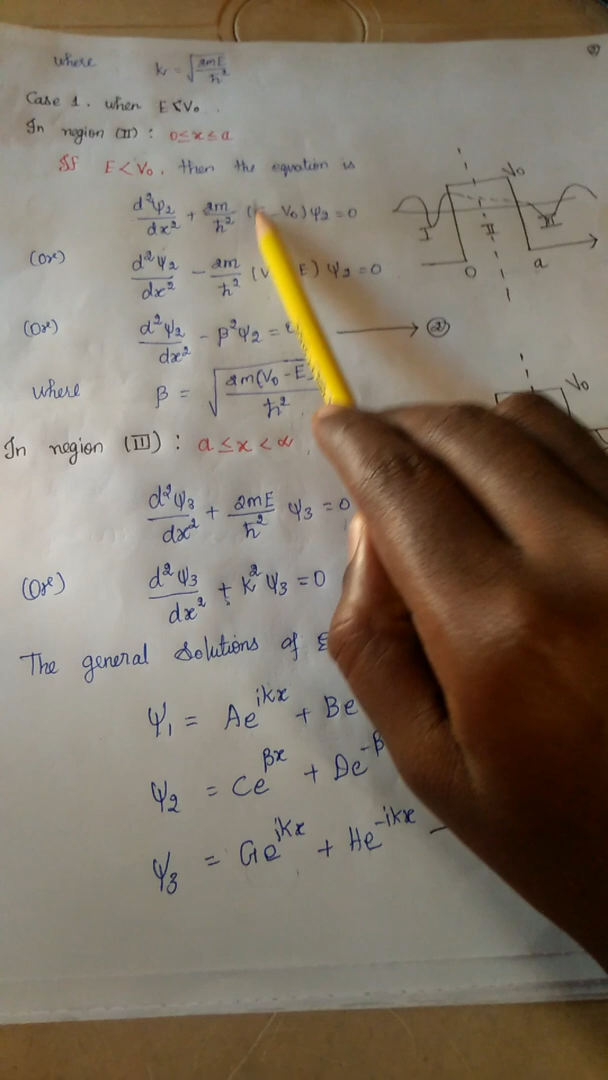 where k = √(2mE/ħ²)
Case 1. when E<V₀.
In region (II) : 0≤x≤a
If E < V₀, then the equation is
d²ψ₂/dx² + 2m/ħ² ( - V₀) ψ₂ = 0
(Or) d²ψ₂/dx² - 2m/ħ² (V E) ψ₂ = 0
(Or) d²ψ₂/dx² - β²ψ₂ = → ②
where β = √(2m(V₀ - E)/ħ²)
In region (III) : a ≤ x < α
d²ψ₃/dx² + 2mE/ħ² ψ₃ = 0
(Or) d²ψ₃/dx² + k² ψ₃ = 0
The general solutions of
ψ₁ = Ae^ikx + Be
ψ₂ = Ce^βx + De^-β
ψ₃ = Ge^ikx + He^-ikx –
V₀
I II III
0 a
V₀